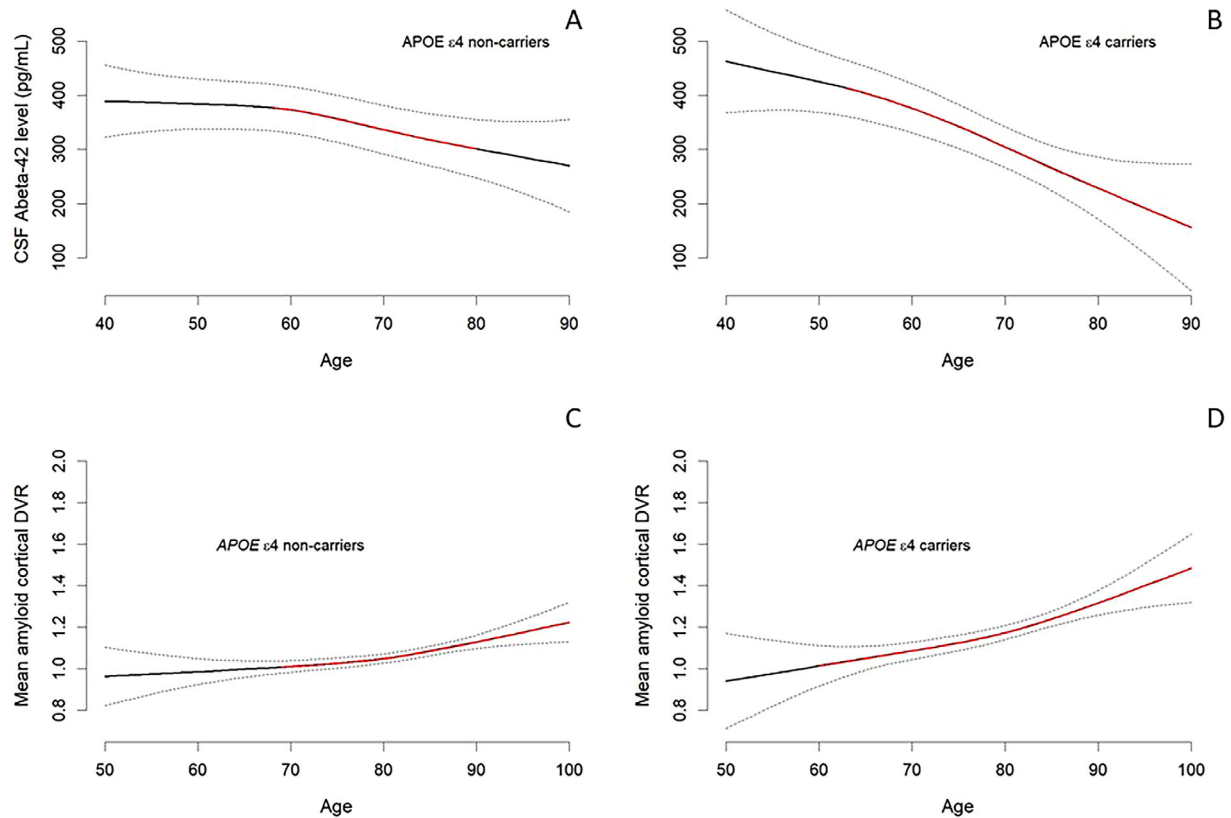 A
APOE ε4 non-carriers
CSF Abeta-42 level (pg/mL)
500
400
300
200
100
40 50 60 70 80 90
Age
B
APOE ε4 carriers
500
400
300
200
100
40 50 60 70 80 90
Age
C
APOE ε4 non-carriers
Mean amyloid cortical DVR
2.0
1.8
1.6
1.4
1.2
1.0
0.8
50 60 70 80 90 100
Age
D
APOE ε4 carriers
Mean amyloid cortical DVR
2.0
1.8
1.6
1.4
1.2
1.0
0.8
50 60 70 80 90 100
Age